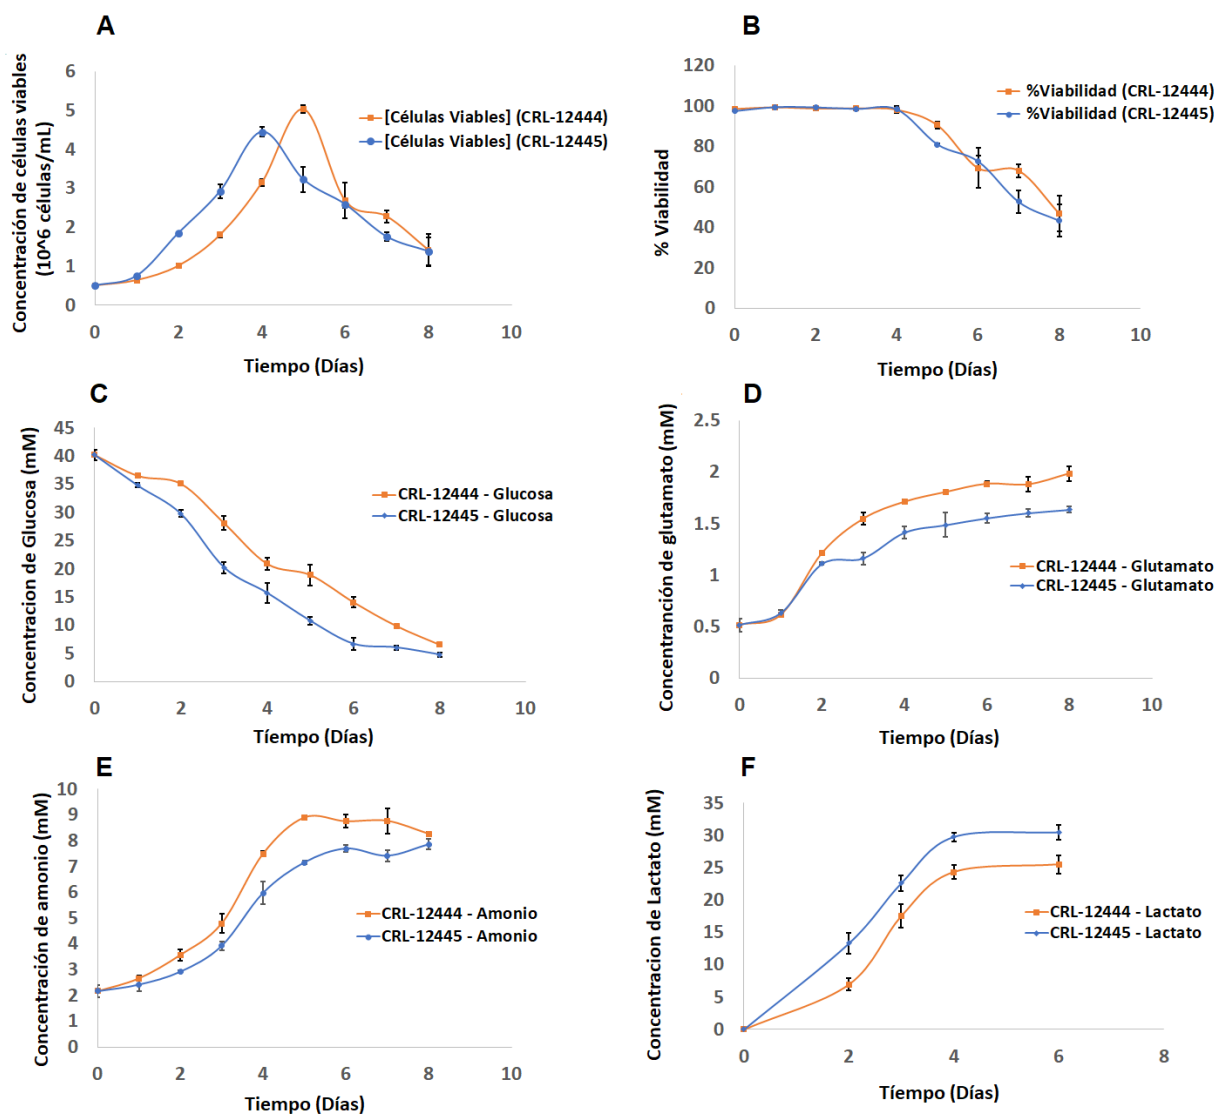 A
Concentración de células viables
(10^6 células/mL)
6
5
4
3
2
1
0
[Células Viables] (CRL-12444)
[Células Viables] (CRL-12445)
0 2 4 6 8 10
Tiempo (Días)
B
% Viabilidad
120
100
80
60
40
20
0
%Viabilidad (CRL-12444)
%Viabilidad (CRL-12445)
0 2 4 6 8 10
Tiempo (Días)
C
Concentracion de Glucosa (mM)
45
40
35
30
25
20
15
10
5
0
CRL-12444 - Glucosa
CRL-12445 - Glucosa
0 2 4 6 8 10
Tíempo (Días)
D
Concentranción de glutamato (mM)
2.5
2
1.5
1
0.5
0
CRL-12444 - Glutamato
CRL-12445 - Glutamato
0 2 4 6 8 10
Tiempo (Días)
E
Concentración de amonio (mM)
10
9
8
7
6
5
4
3
2
1
0
CRL-12444 - Amonio
CRL-12445 - Amonio
0 2 4 6 8 10
Tiempo (Días)
F
Concentracion de Lactato (mM)
35
30
25
20
15
10
5
0
CRL-12444 - Lactato
CRL-12445 - Lactato
0 2 4 6 8
Tíempo (Días)